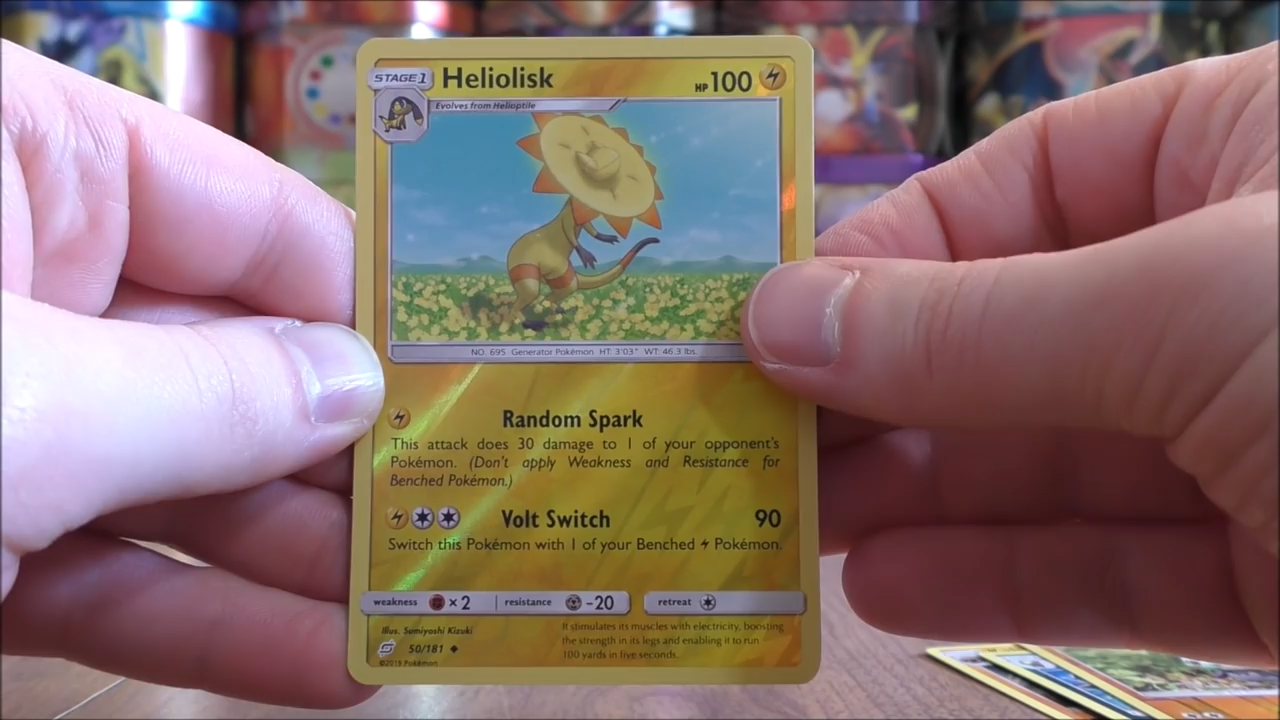 STAGE 1 Heliolisk HP 100
Evolves from Helioptile
NO. 695 Generator Pokémon HT: 3'03" WT: 46.3 lbs.
Random Spark
This attack does 30 damage to 1 of your opponent's
Pokémon. (Don't apply Weakness and Resistance for
Benched Pokémon.)
Volt Switch 90
Switch this Pokémon with 1 of your Benched Pokémon.
weakness ×2 resistance -20 retreat
Illus. Sumiyoshi Kizuki
50/181
©2019 Pokémon
It stimulates its muscles with electricity, boosting
the strength in its legs and enabling it to run
100 yards in five seconds.